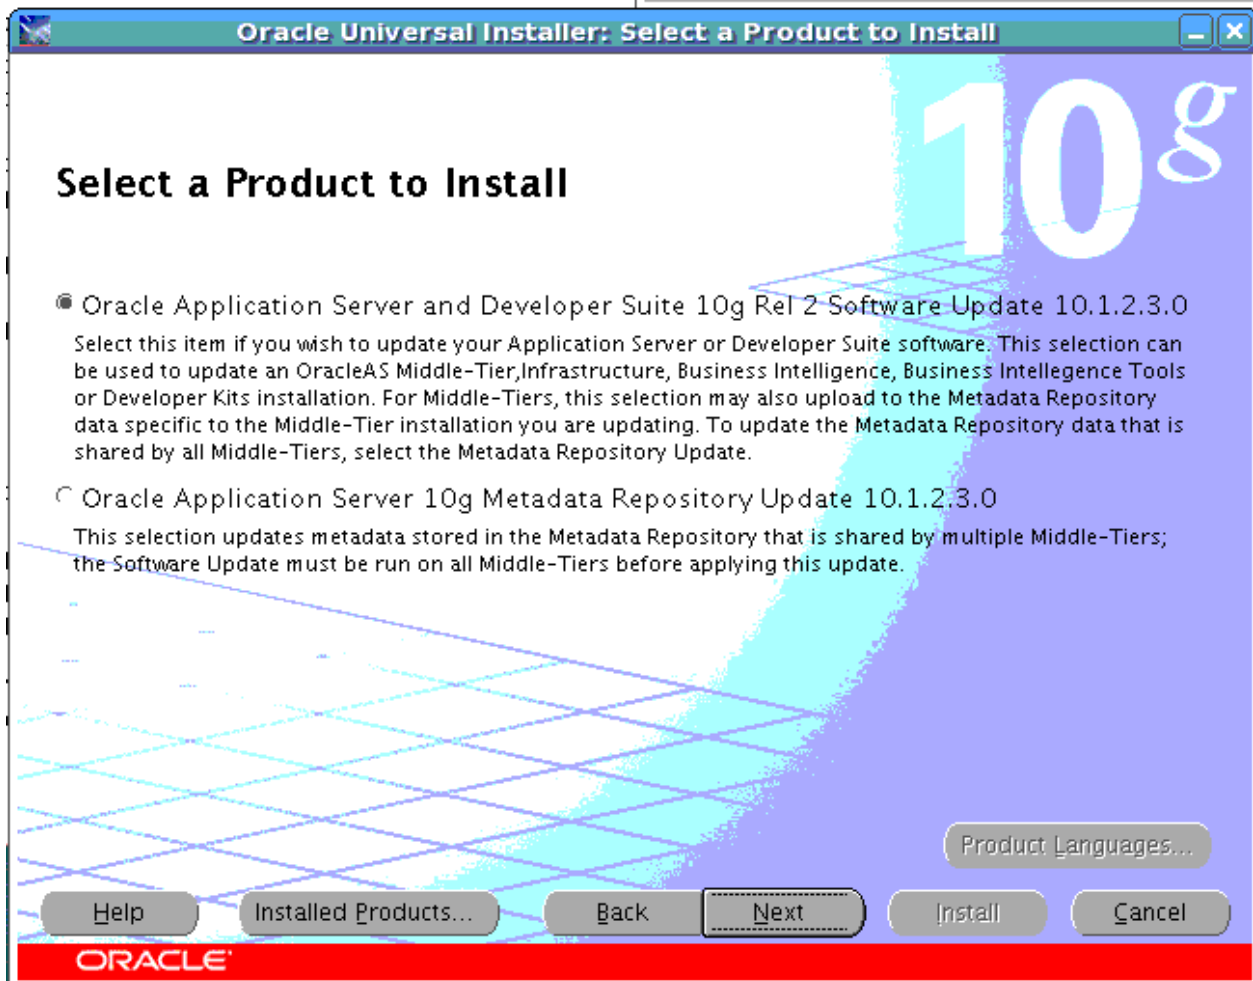 Oracle Universal Installer: Select a Product to Install
10g
Select a Product to Install
Oracle Application Server and Developer Suite 10g Rel 2 Software Update 10.1.2.3.0
Select this item if you wish to update your Application Server or Developer Suite software. This selection can
be used to update an OracleAS Middle-Tier,Infrastructure, Business Intelligence, Business Intellegence Tools
or Developer Kits installation. For Middle-Tiers, this selection may also upload to the Metadata Repository
data specific to the Middle-Tier installation you are updating. To update the Metadata Repository data that is
shared by all Middle-Tiers, select the Metadata Repository Update.
Oracle Application Server 10g Metadata Repository Update 10.1.2.3.0
This selection updates metadata stored in the Metadata Repository that is shared by multiple Middle-Tiers;
the Software Update must be run on all Middle-Tiers before applying this update.
Product Languages...
Help Installed Products... Back Next Install Cancel
ORACLE